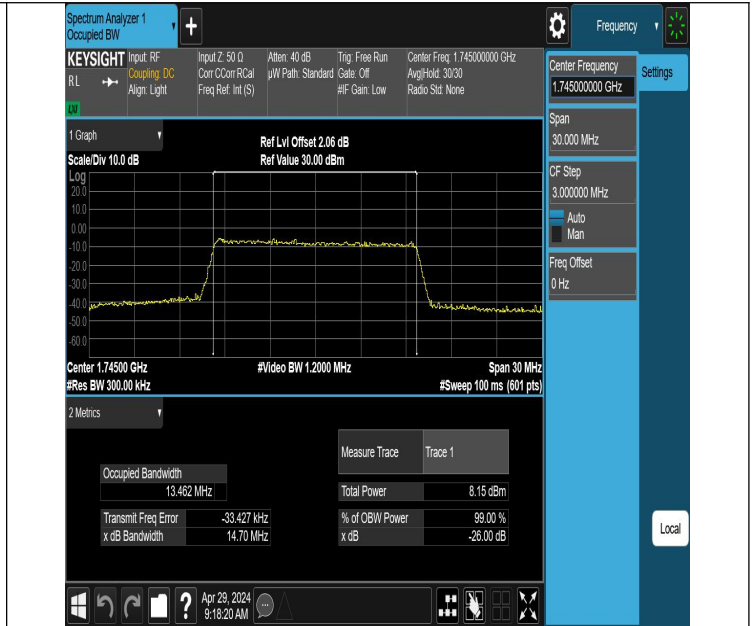 Spectrum Analyzer 1
Occupied BW
+
Frequency
KEYSIGHT Input: RF
R L
Coupling: DC
Align: Light
Input Z: 50 Ω
Corr CCorr RCal
Freq Ref: Int (S)
Atten: 40 dB
µW Path: Standard
Trig: Free Run
Gate: Off
#IF Gain: Low
Center Freq: 1.745000000 GHz
Avg|Hold: 30/30
Radio Std: None
LXI
Center Frequency
1.745000000 GHz
Settings
Span
30.000 MHz
CF Step
3.000000 MHz
Auto
Man
Freq Offset
0 Hz
1 Graph
Scale/Div 10.0 dB
Ref Lvl Offset 2.06 dB
Ref Value 30.00 dBm
Log
20.0
10.0
0.00
-10.0
-20.0
-30.0
-40.0
-50.0
-60.0
Center 1.74500 GHz
#Video BW 1.2000 MHz
Span 30 MHz
#Res BW 300.00 kHz
#Sweep 100 ms (601 pts)
2 Metrics
Measure Trace
Trace 1
Occupied Bandwidth
13.462 MHz
Total Power
8.15 dBm
Transmit Freq Error
-33.427 kHz
% of OBW Power
99.00 %
x dB Bandwidth
14.70 MHz
x dB
-26.00 dB
Local
?
Apr 29, 2024
9:18:20 AM